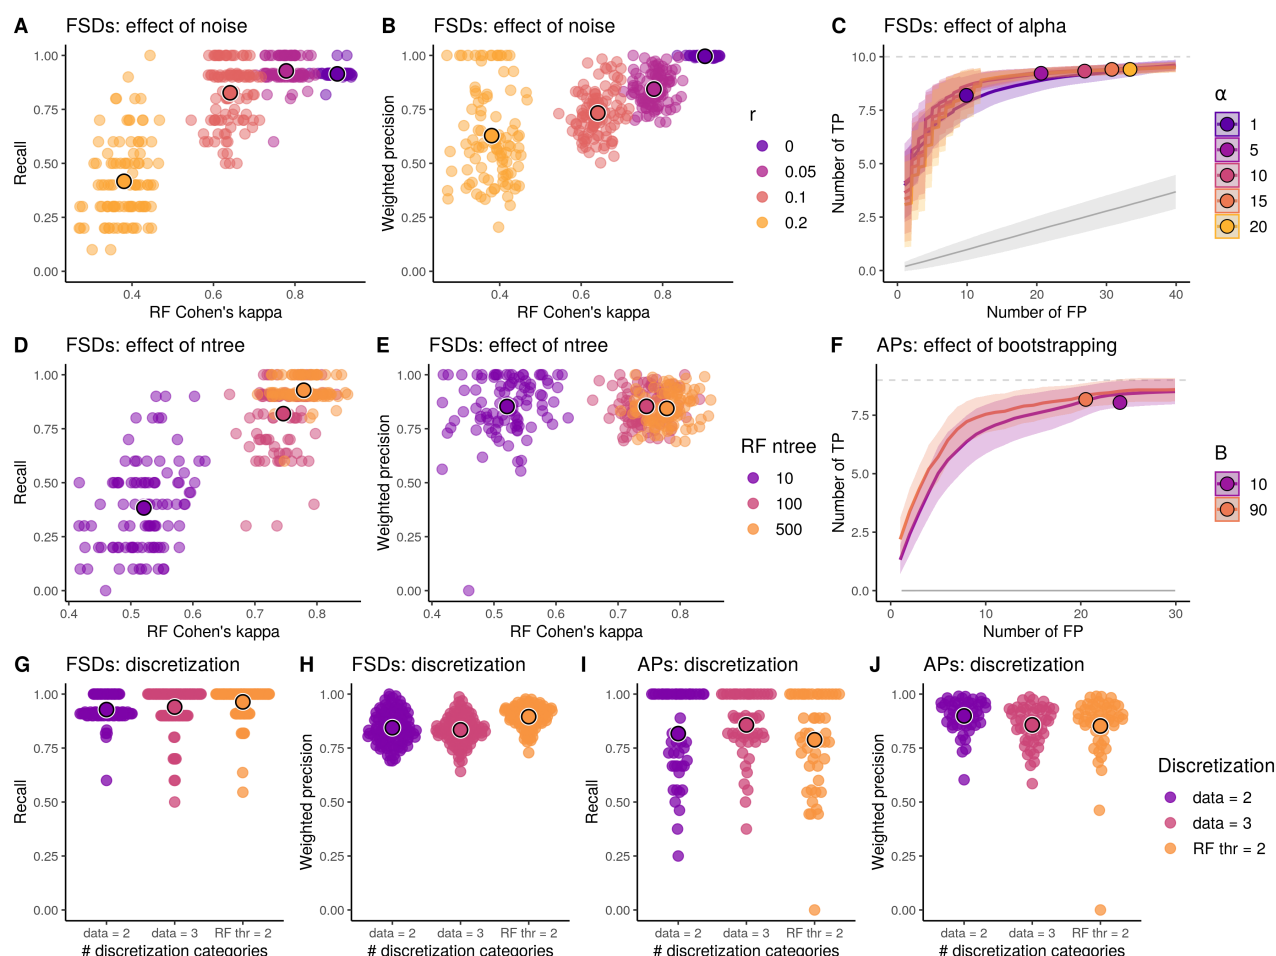 A FSDs: effect of noise
1.00
0.75
0.50
0.25
0.00
Recall
0.4 0.6 0.8
RF Cohen's kappa
B FSDs: effect of noise
1.00
0.75
0.50
0.25
0.00
Weighted precision
0.4 0.6 0.8
RF Cohen's kappa
r
0
0.05
0.1
0.2
C FSDs: effect of alpha
10.0
7.5
5.0
2.5
0.0
Number of TP
0 10 20 30 40
Number of FP
α
1
5
10
15
20
D FSDs: effect of ntree
1.00
0.75
0.50
0.25
0.00
Recall
0.4 0.5 0.6 0.7 0.8
RF Cohen's kappa
E FSDs: effect of ntree
1.00
0.75
0.50
0.25
0.00
Weighted precision
0.4 0.5 0.6 0.7 0.8
RF Cohen's kappa
RF ntree
10
100
500
F APs: effect of bootstrapping
7.5
5.0
2.5
0.0
Number of TP
0 10 20 30
Number of FP
B
10
90
G FSDs: discretization
1.00
0.75
0.50
0.25
0.00
Recall
data = 2 data = 3 RF thr = 2
# discretization categories
H FSDs: discretization
1.00
0.75
0.50
0.25
0.00
Weighted precision
data = 2 data = 3 RF thr = 2
# discretization categories
I APs: discretization
1.00
0.75
0.50
0.25
0.00
Recall
data = 2 data = 3 RF thr = 2
# discretization categories
J APs: discretization
1.00
0.75
0.50
0.25
0.00
Weighted precision
data = 2 data = 3 RF thr = 2
# discretization categories
Discretization
data = 2
data = 3
RF thr = 2